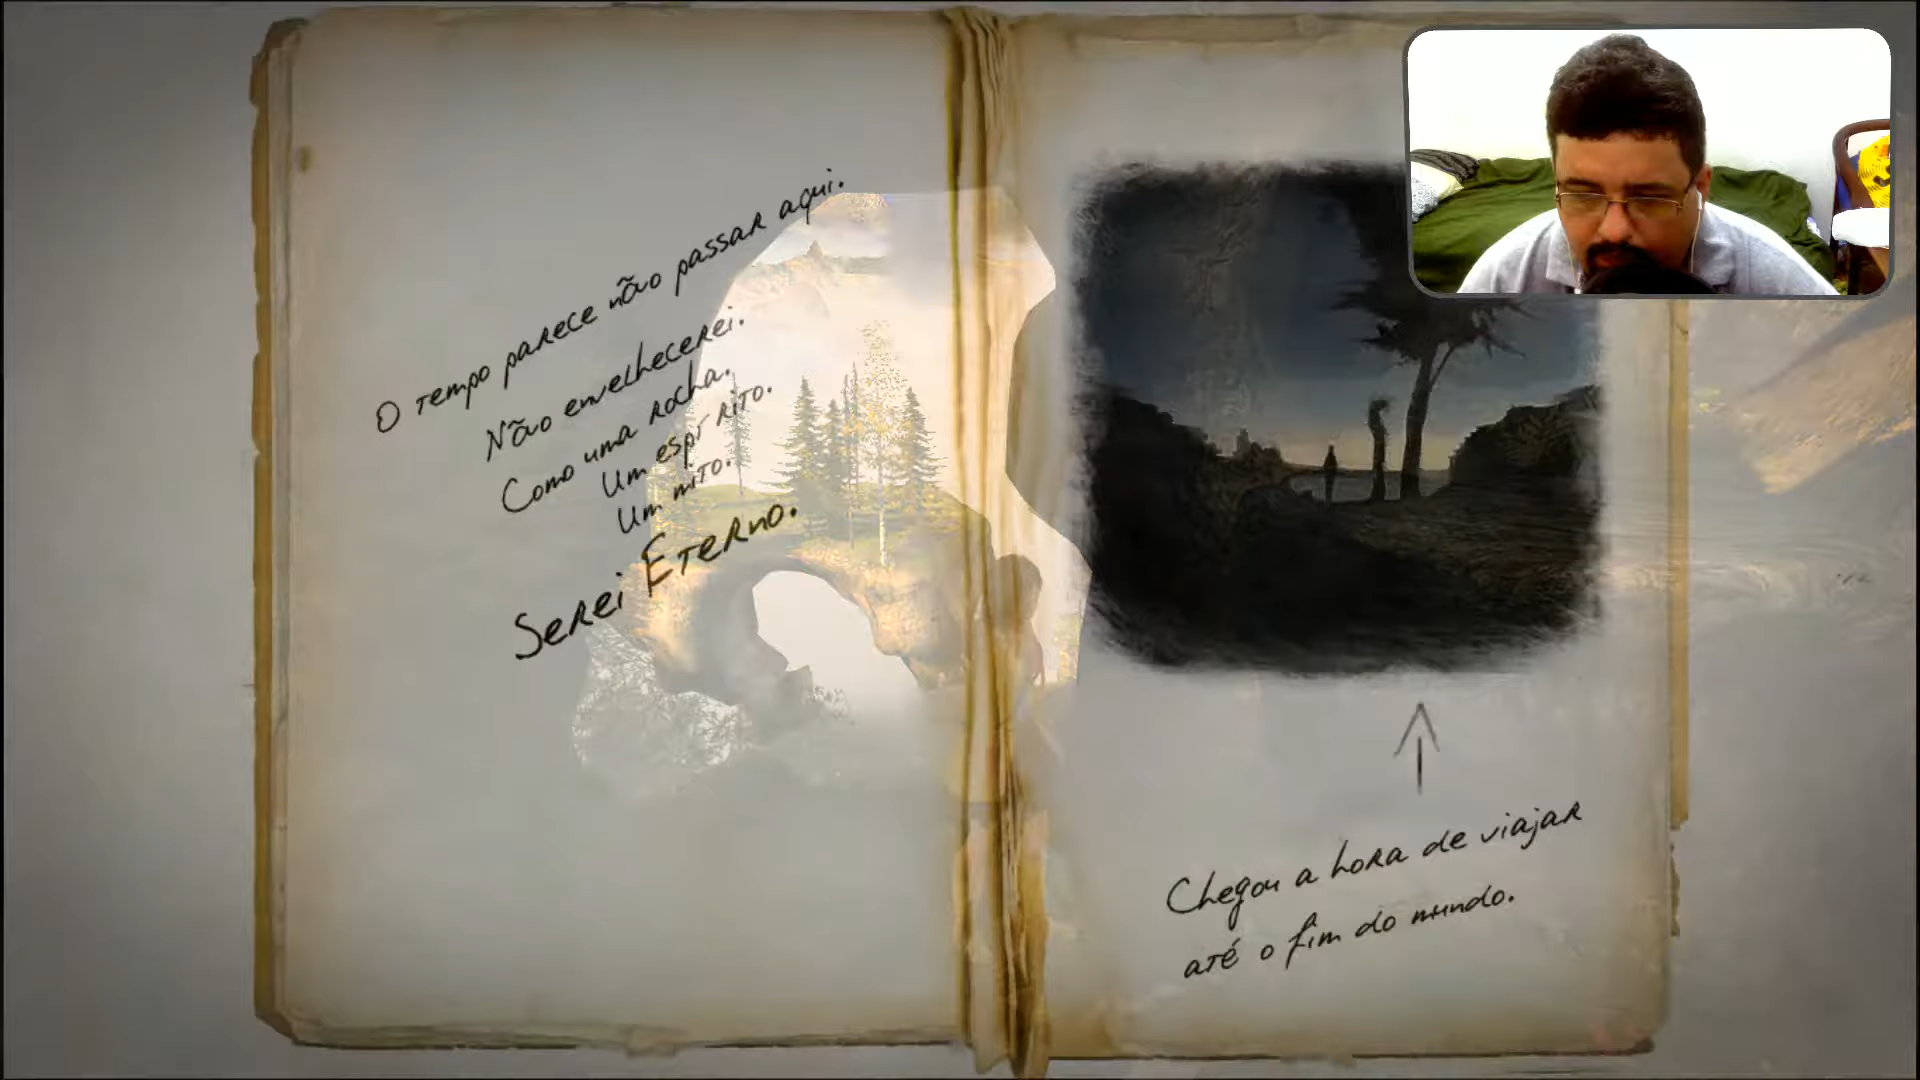 O tempo parece não passar aqui.
Não envelhecerei.
Como uma rocha.
Um espírito.
Um mito.
Serei Eterno.
Chegou a hora de viajar
até o fim do mundo.